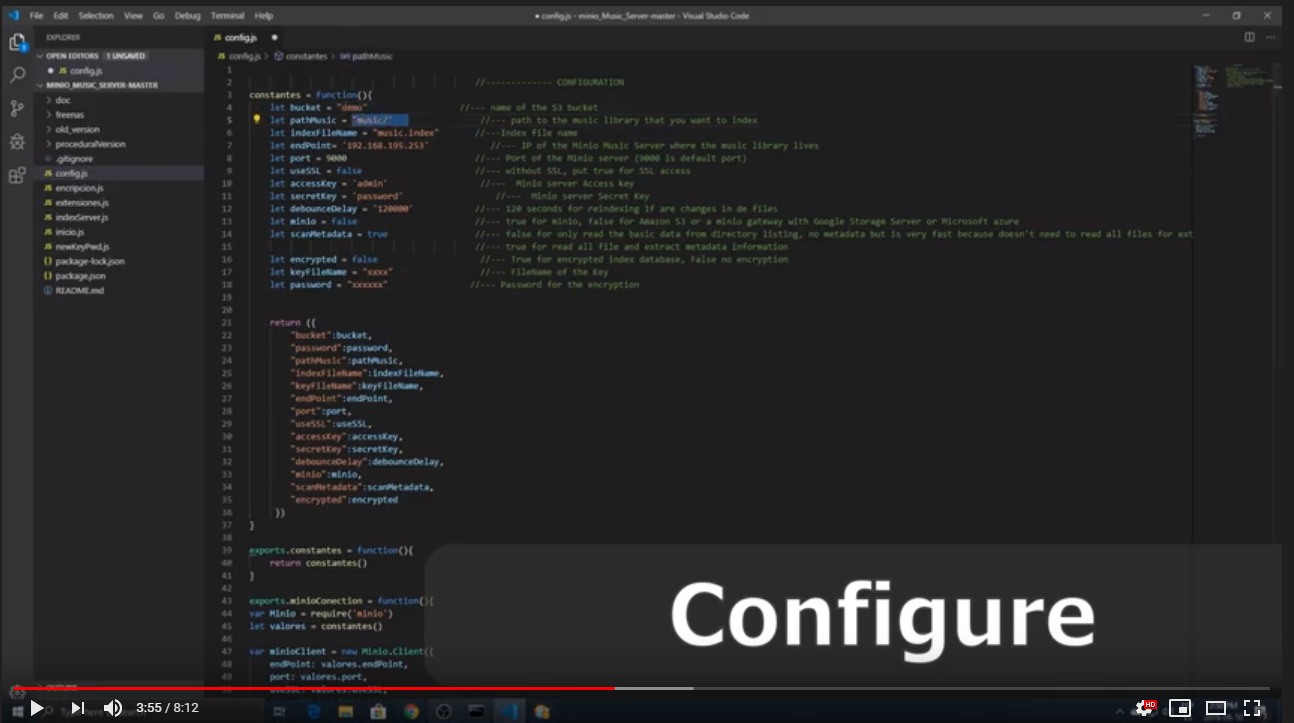 File Edit Selection View Go Debug Terminal Help
● config.js - minio_Music_Server-master - Visual Studio Code
EXPLORER
OPEN EDITORS 1 UNSAVED
JS config.js
MINIO_MUSIC_SERVER-MASTER
> doc
> freenas
> old_version
> proceduralVersion
.gitignore
JS config.js
JS encripcion.js
JS extensiones.js
JS indexServer.js
JS inicio.js
JS newKeyPwd.js
{} package-lock.json
{} package.json
README.md
JS config.js ●
JS config.js > constantes > pathMusic
1
2 //------------- CONFIGURATION
3 constantes = function(){
4 let bucket = "demo" //--- name of the S3 bucket
5 let pathMusic = "music/" //--- path to the music library that you want to index
6 let indexFileName = "music.index" //---Index file name
7 let endPoint= '192.168.195.253' //--- IP of the Minio Music Server where the music library lives
8 let port = 9000 //--- Port of the Minio server (9000 is default port)
9 let useSSL = false //--- without SSL, put true for SSL access
10 let accessKey = 'admin' //--- Minio server Access key
11 let secretKey = 'password' //--- Minio server Secret Key
12 let debounceDelay = '120000' //--- 120 seconds for reindexing if are changes in de files
13 let minio = false //--- true for minio, false for Amazon S3 or a minio gateway with Google Storage Server or Microsoft azure
14 let scanMetadata = true //--- false for only read the basic data from directory listing, no metadata but is very fast because doesn't need to read all files for ext
15 //--- true for read all file and extract metadata information
16 let encrypted = false //--- True for encrypted index database, False no encryption
17 let keyFileName = "xxxx" //--- FileName of the Key
18 let password = "xxxxxx" //--- Password for the encryption
19
20
21 return ({
22 "bucket":bucket,
23 "password":password,
24 "pathMusic":pathMusic,
25 "indexFileName":indexFileName,
26 "keyFileName":keyFileName,
27 "endPoint":endPoint,
28 "port":port,
29 "useSSL":useSSL,
30 "accessKey":accessKey,
31 "secretKey":secretKey,
32 "debounceDelay":debounceDelay,
33 "minio":minio,
34 "scanMetadata":scanMetadata,
35 "encrypted":encrypted
36 })
37 }
38
39 exports.constantes = function(){
40 return constantes()
41 }
42
43 exports.minioConection = function(){
44 var Minio = require('minio')
45 let valores = constantes()
46
47 var minioClient = new Minio.Client({
48 endPoint: valores.endPoint,
port: valores.port,
useSSL: valores.useSSL,
Configure
OUTLINE
3:55 / 8:12
HD